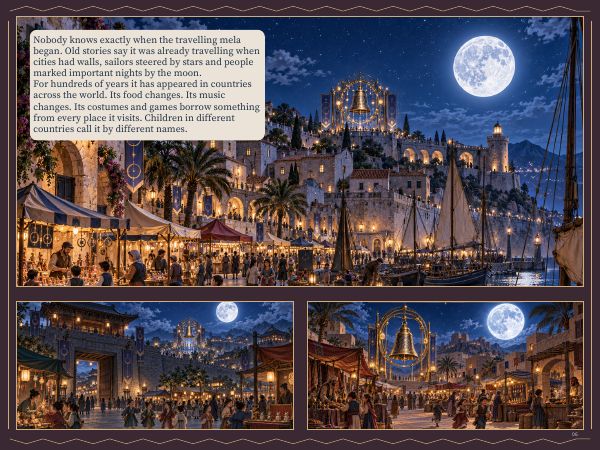 Nobody knows exactly when the travelling mela
began. Old stories say it was already travelling when
cities had walls, sailors steered by stars and people
marked important nights by the moon.
For hundreds of years it has appeared in countries
across the world. Its food changes. Its music
changes. Its costumes and games borrow something
from every place it visits. Children in different
countries call it by different names.
06